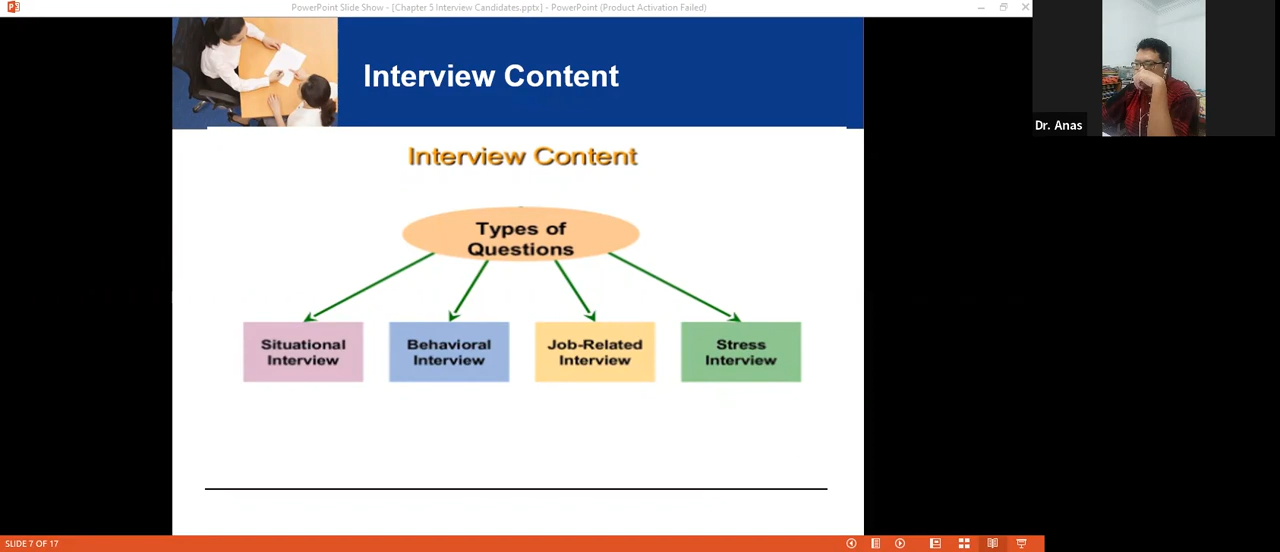 PowerPoint Slide Show - [Chapter 5 Interview Candidates.pptx] - PowerPoint (Product Activation Failed)
Interview Content
Dr. Anas
Interview Content
Types of
Questions
Situational
Interview
Behavioral
Interview
Job-Related
Interview
Stress
Interview
SLIDE 7 OF 17